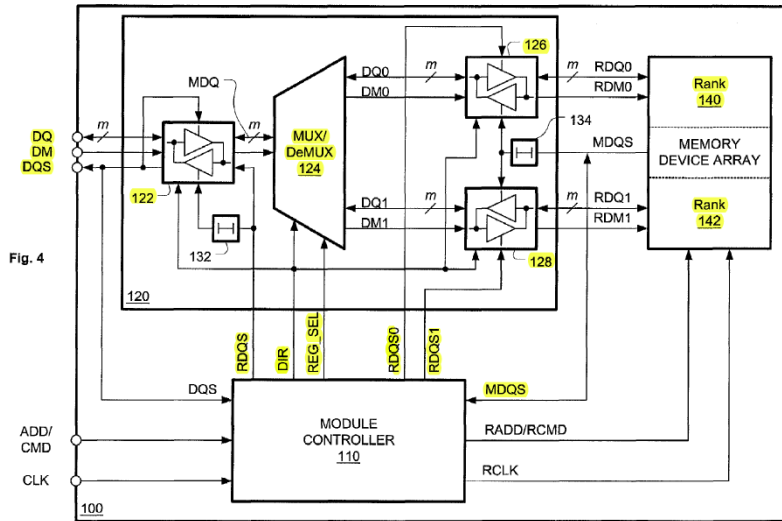 126
DQ0 m
m RDQ0
DM0
RDM0
Rank
140
MDQ
134
MUX/
DeMUX
124
MDQS
MEMORY
DEVICE ARRAY
DQ m
m
DM
DQS
122
DQ1 m
m RDQ1
DM1
RDM1
Rank
142
132
128
Fig. 4
120
RDQS
DIR
REG_SEL
RDQS0
RDQS1
DQS
MDQS
ADD/
CMD
MODULE
CONTROLLER
110
RADD/RCMD
CLK
RCLK
100